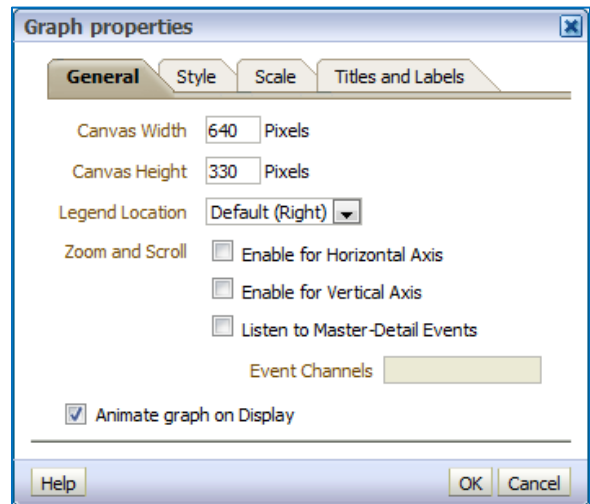 Graph properties
General Style Scale Titles and Labels
Canvas Width 640 Pixels
Canvas Height 330 Pixels
Legend Location Default (Right)
Zoom and Scroll Enable for Horizontal Axis
Enable for Vertical Axis
Listen to Master-Detail Events
Event Channels
Animate graph on Display
Help OK Cancel